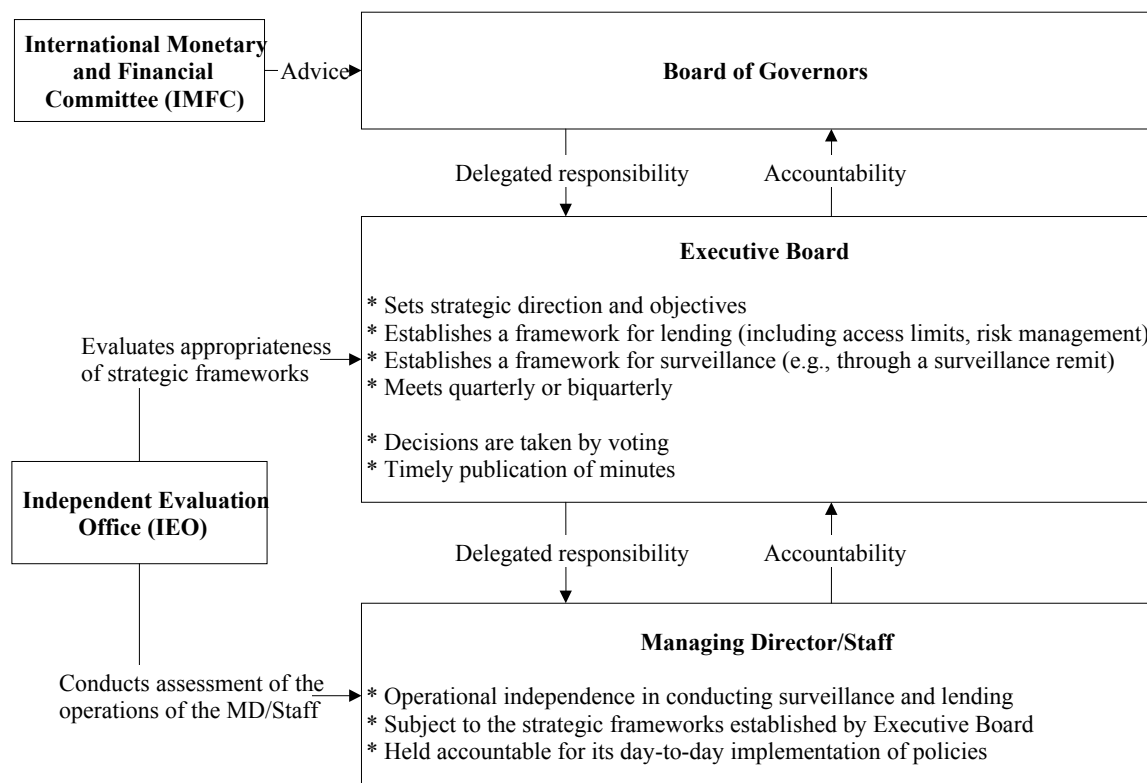 International Monetary
and Financial
Committee (IMFC)
Advice
Board of Governors
Delegated responsibility
Accountability
Executive Board
* Sets strategic direction and objectives
* Establishes a framework for lending (including access limits, risk management)
* Establishes a framework for surveillance (e.g., through a surveillance remit)
* Meets quarterly or biquarterly
* Decisions are taken by voting
* Timely publication of minutes
Evaluates appropriateness
of strategic frameworks
Independent Evaluation
Office (IEO)
Delegated responsibility
Accountability
Conducts assessment of the
operations of the MD/Staff
Managing Director/Staff
* Operational independence in conducting surveillance and lending
* Subject to the strategic frameworks established by Executive Board
* Held accountable for its day-to-day implementation of policies